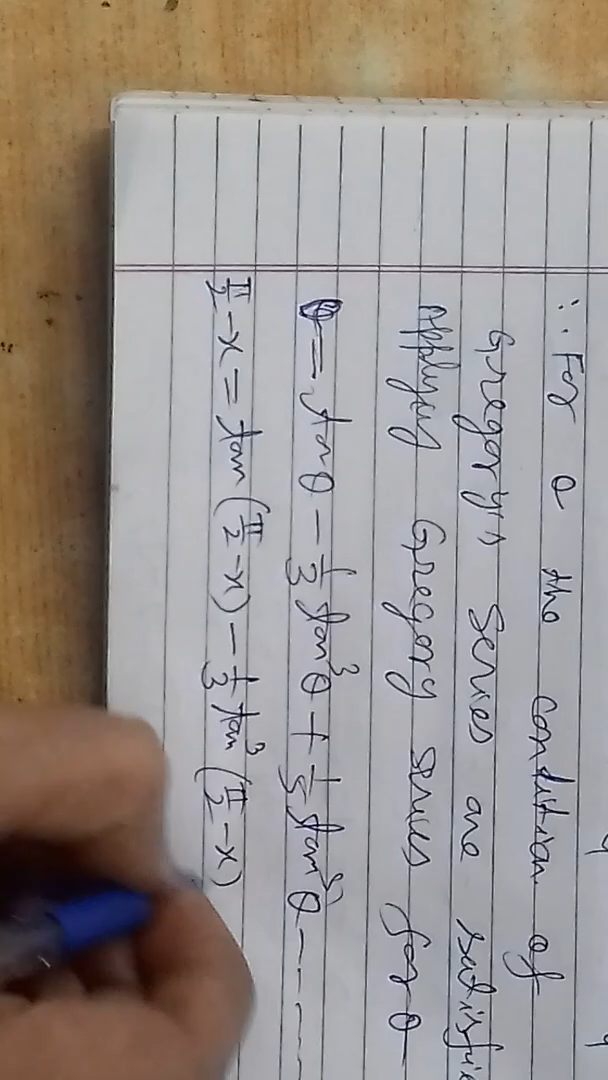 ∴ For θ the condition of
Gregory's Series are satisfie
Applying Gregory series for θ
θ = tanθ - 1/3 tan³θ + 1/5 tan⁵θ - - - -
π/2 - x = tan (π/2 - x) - 1/3 tan³ (π/2 - x)